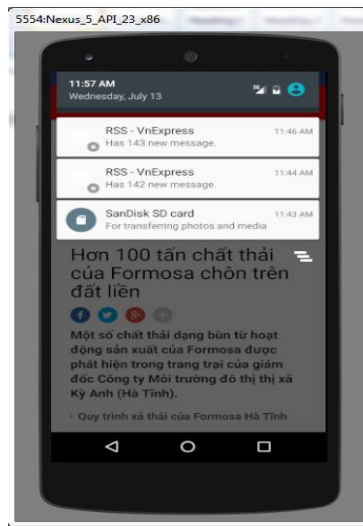 5554:Nexus_5_API_23_x86
11:57 AM
Wednesday, July 13
RSS - VnExpress 11:46 AM
Has 143 new message.
RSS - VnExpress 11:44 AM
Has 142 new message.
SanDisk SD card 11:43 AM
For transferring photos and media
Hơn 100 tấn chất thải
của Formosa chôn trên
đất liền
Một số chất thải dạng bùn từ hoạt
động sản xuất của Formosa được
phát hiện trong trang trại của giám
đốc Công ty Môi trường đô thị thị xã
Kỳ Anh (Hà Tĩnh).
· Quy trình xả thải của Formosa Hà Tĩnh